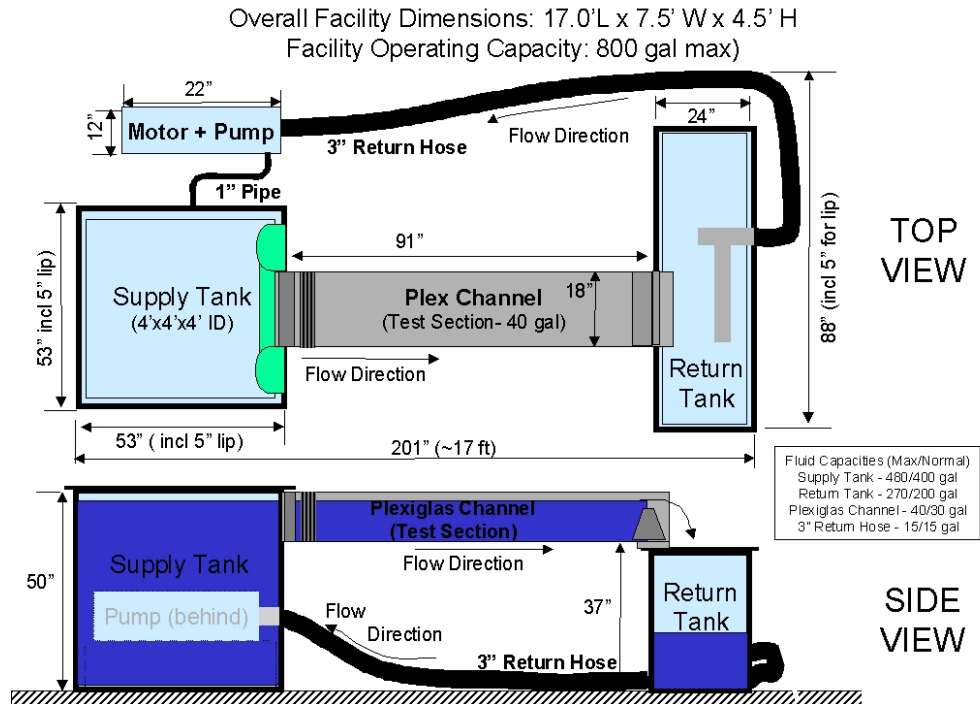 Overall Facility Dimensions: 17.0'L x 7.5' W x 4.5' H
Facility Operating Capacity: 800 gal max)
22”
12”
Motor + Pump
3” Return Hose
Flow Direction
24”
1” Pipe
53” incl 5” lip)
Supply Tank
(4'x4'x4' ID)
91”
Plex Channel
(Test Section- 40 gal)
18”
Flow Direction
Return
Tank
88” (incl 5” for lip)
TOP
VIEW
53” ( incl 5” lip)
201” (~17 ft)
Fluid Capacities (Max/Normal)
Supply Tank - 480/400 gal
Return Tank - 270/200 gal
Plexiglas Channel - 40/30 gal
3” Return Hose - 15/15 gal
50”
Supply Tank
Pump (behind)
Plexiglas Channel
(Test Section)
Flow Direction
37”
Flow
Direction
3” Return Hose
Return
Tank
SIDE
VIEW